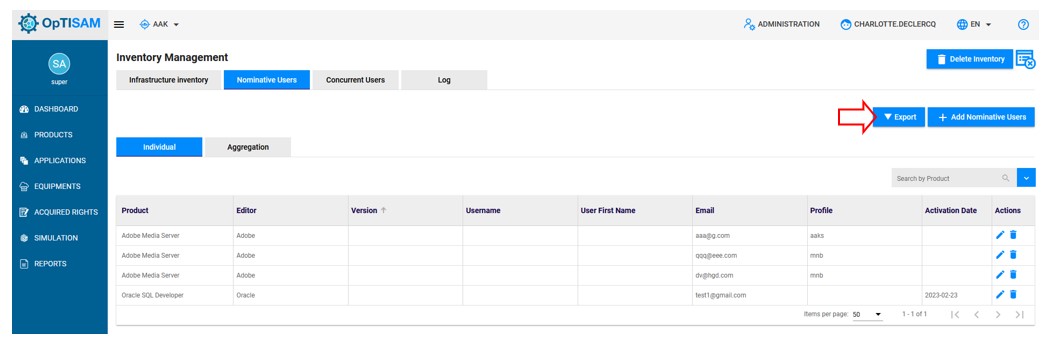 OpTISAM
AAK
ADMINISTRATION
CHARLOTTE.DECLERCQ
EN
?
SA
super
DASHBOARD
PRODUCTS
APPLICATIONS
EQUIPMENTS
ACQUIRED RIGHTS
SIMULATION
REPORTS
Inventory Management
Delete Inventory
Infrastructure inventory Nominative Users Concurrent Users Log
Export
Add Nominative Users
Individual Aggregation
Search by Product
Product Editor Version Username User First Name Email Profile Activation Date Actions
Adobe Media Server Adobe aaa@g.com aaks
Adobe Media Server Adobe qqq@eee.com mnb
Adobe Media Server Adobe dv@hgd.com mnb
Oracle SQL Developer Oracle test1@gmail.com 2023-02-23
Items per page: 50 1 - 1 of 1